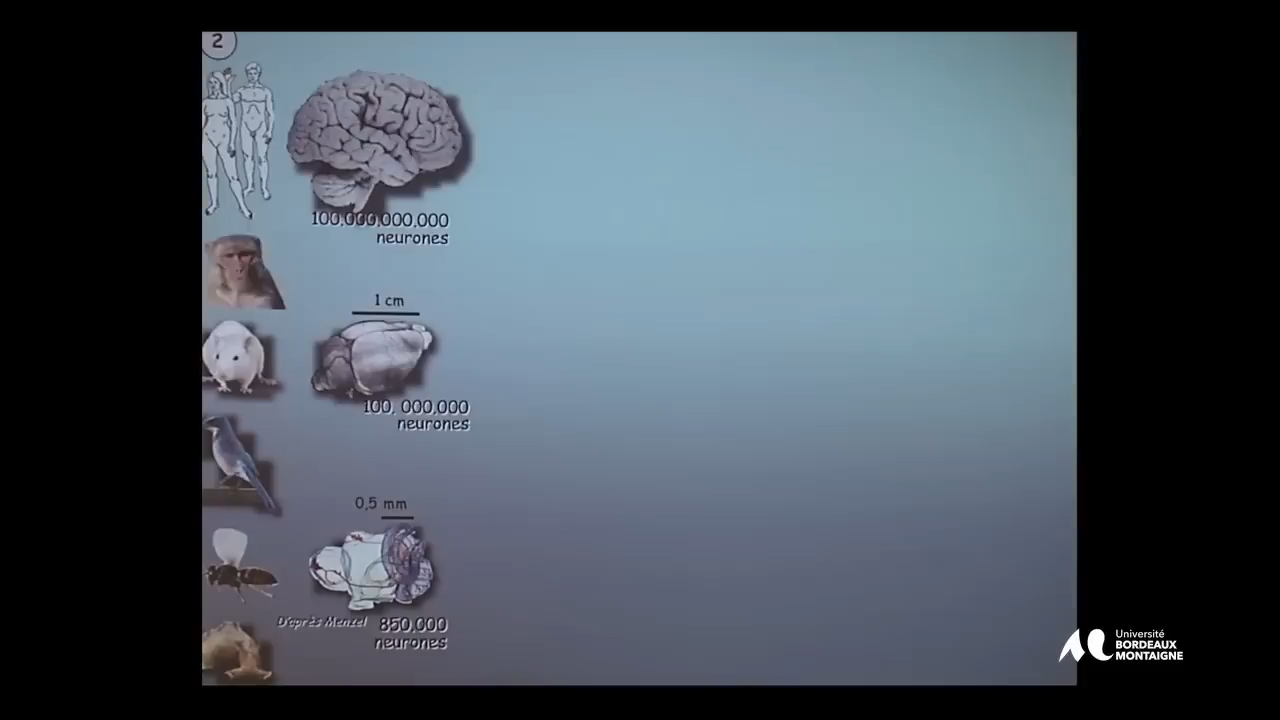 2
100,000,000,000
neurones
1 cm
100, 000,000
neurones
0,5 mm
D'après Menzel
850,000
neurones
Université
BORDEAUX
MONTAIGNE